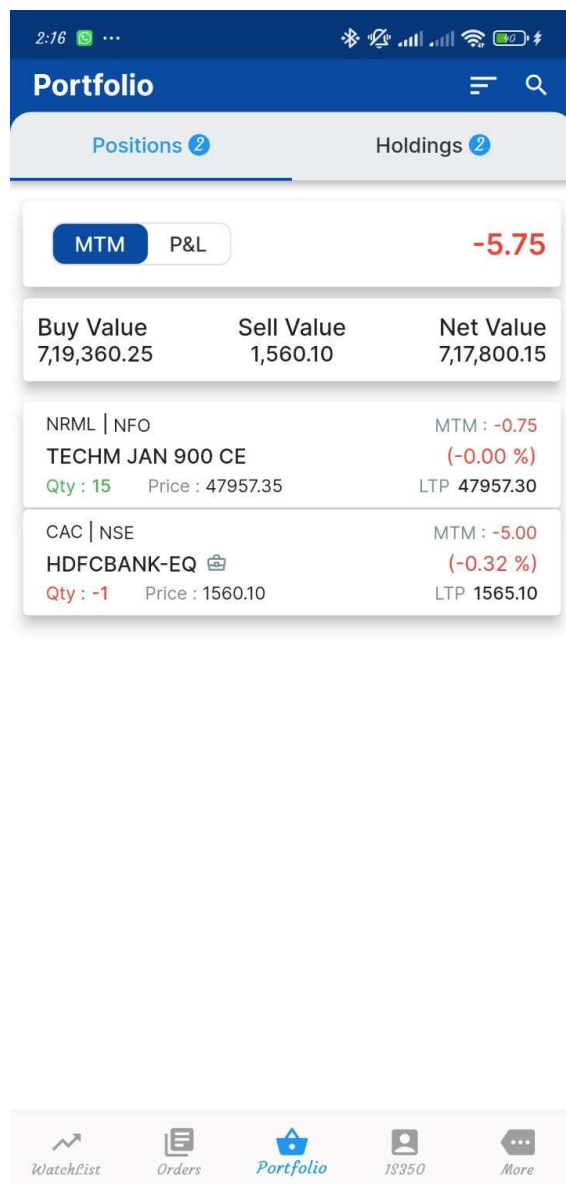 2:16 ...
40
Portfolio
Positions 2 Holdings 2
MTM P&L -5.75
Buy Value Sell Value Net Value
7,19,360.25 1,560.10 7,17,800.15
NRML | NFO MTM : -0.75
TECHM JAN 900 CE (-0.00 %)
Qty : 15 Price : 47957.35 LTP 47957.30
CAC | NSE MTM : -5.00
HDFCBANK-EQ (-0.32 %)
Qty : -1 Price : 1560.10 LTP 1565.10
WatchList Orders Portfolio 18350 More